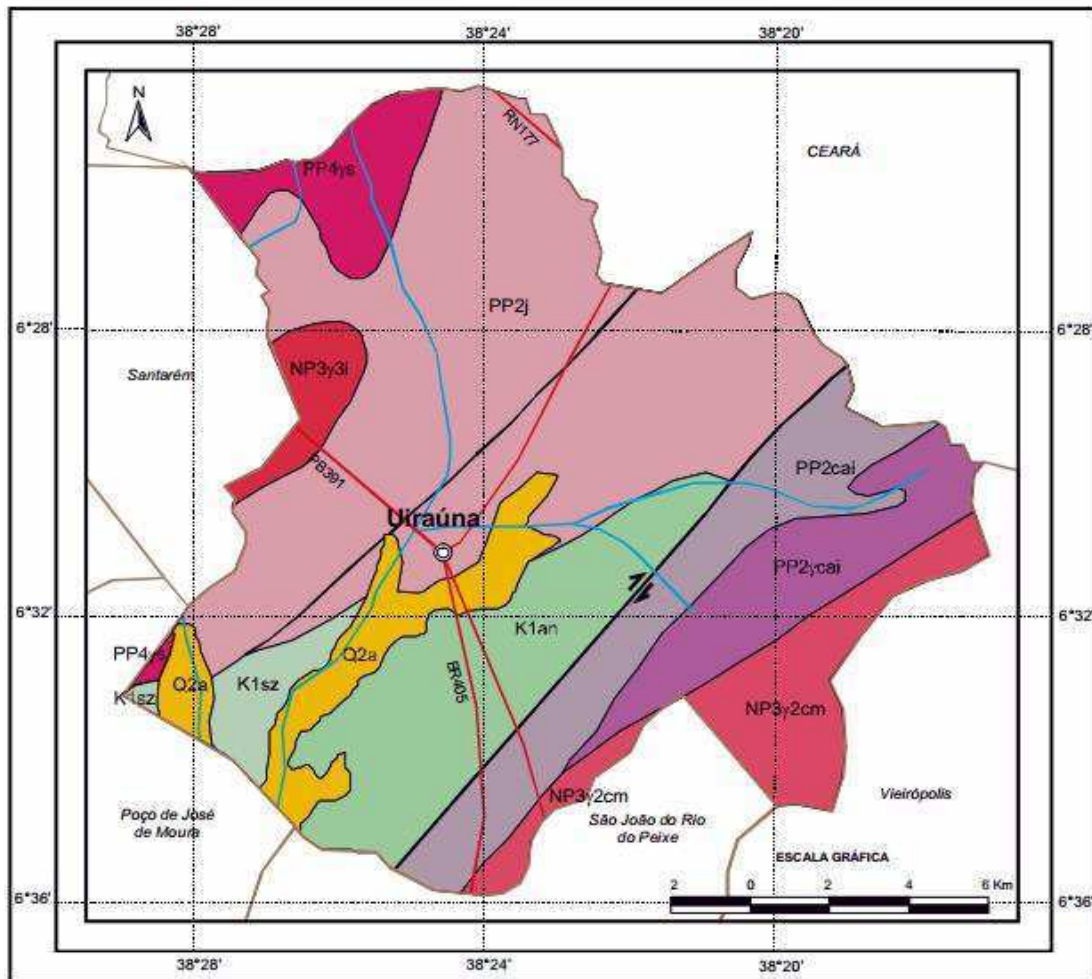 38°28'
38°24'
38°20'
N
RN177
CEARÁ
PP4γs
PP2j
6°28'
6°28'
Santarém
NP3γ3i
PB391
PP2cai
Uiraúna
PP2γcai
6°32'
6°32'
K1an
PP4γs
Q2a
K1sz
Q2a
K1sz
BR405
NP3γ2cm
NP3γ2cm
Poço de José
de Moura
São João do Rio
do Peixe
Vieirópolis
ESCALA GRÁFICA
2 0 2 4 6 Km
6°36'
6°36'
38°28'
38°24'
38°20'